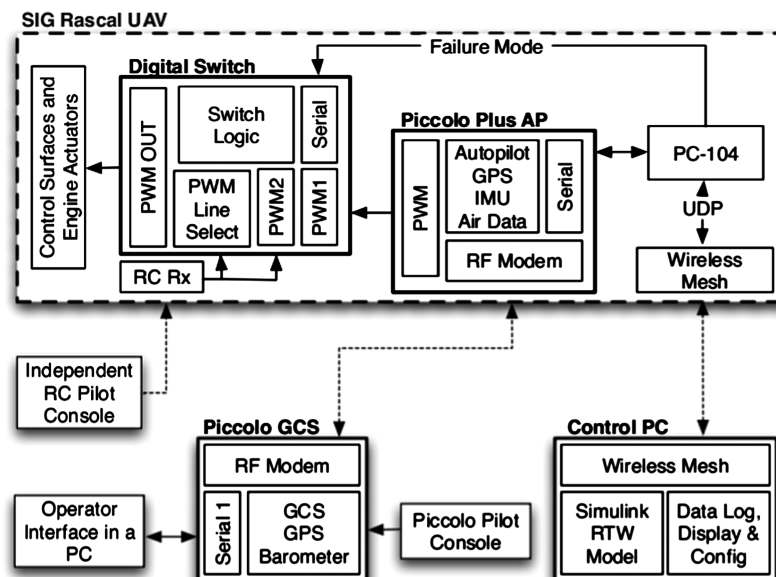 SIG Rascal UAV
Failure Mode
Digital Switch
Control Surfaces and
Engine Actuators
PWM OUT
Switch
Logic
Serial
PWM
Line
Select
PWM2
PWM1
RC Rx
Piccolo Plus AP
PWM
Autopilot
GPS
IMU
Air Data
Serial
RF Modem
PC-104
UDP
Wireless
Mesh
Independent
RC Pilot
Console
Piccolo GCS
RF Modem
Serial 1
GCS
GPS
Barometer
Operator
Interface in a
PC
Piccolo Pilot
Console
Control PC
Wireless Mesh
Simulink
RTW
Model
Data Log,
Display &
Config